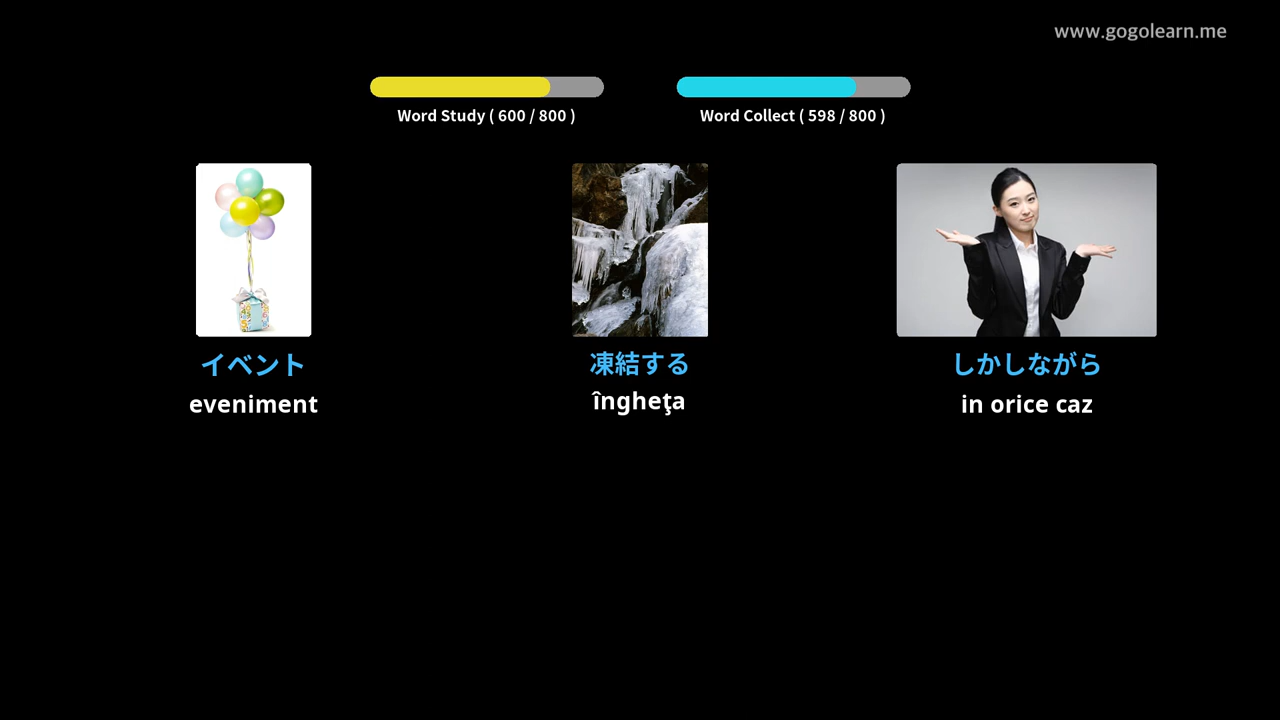 www.gogolearn.me
Word Study ( 600 / 800 )
Word Collect ( 598 / 800 )
イベント
eveniment
凍結する
îngheţa
しかしながら
in orice caz